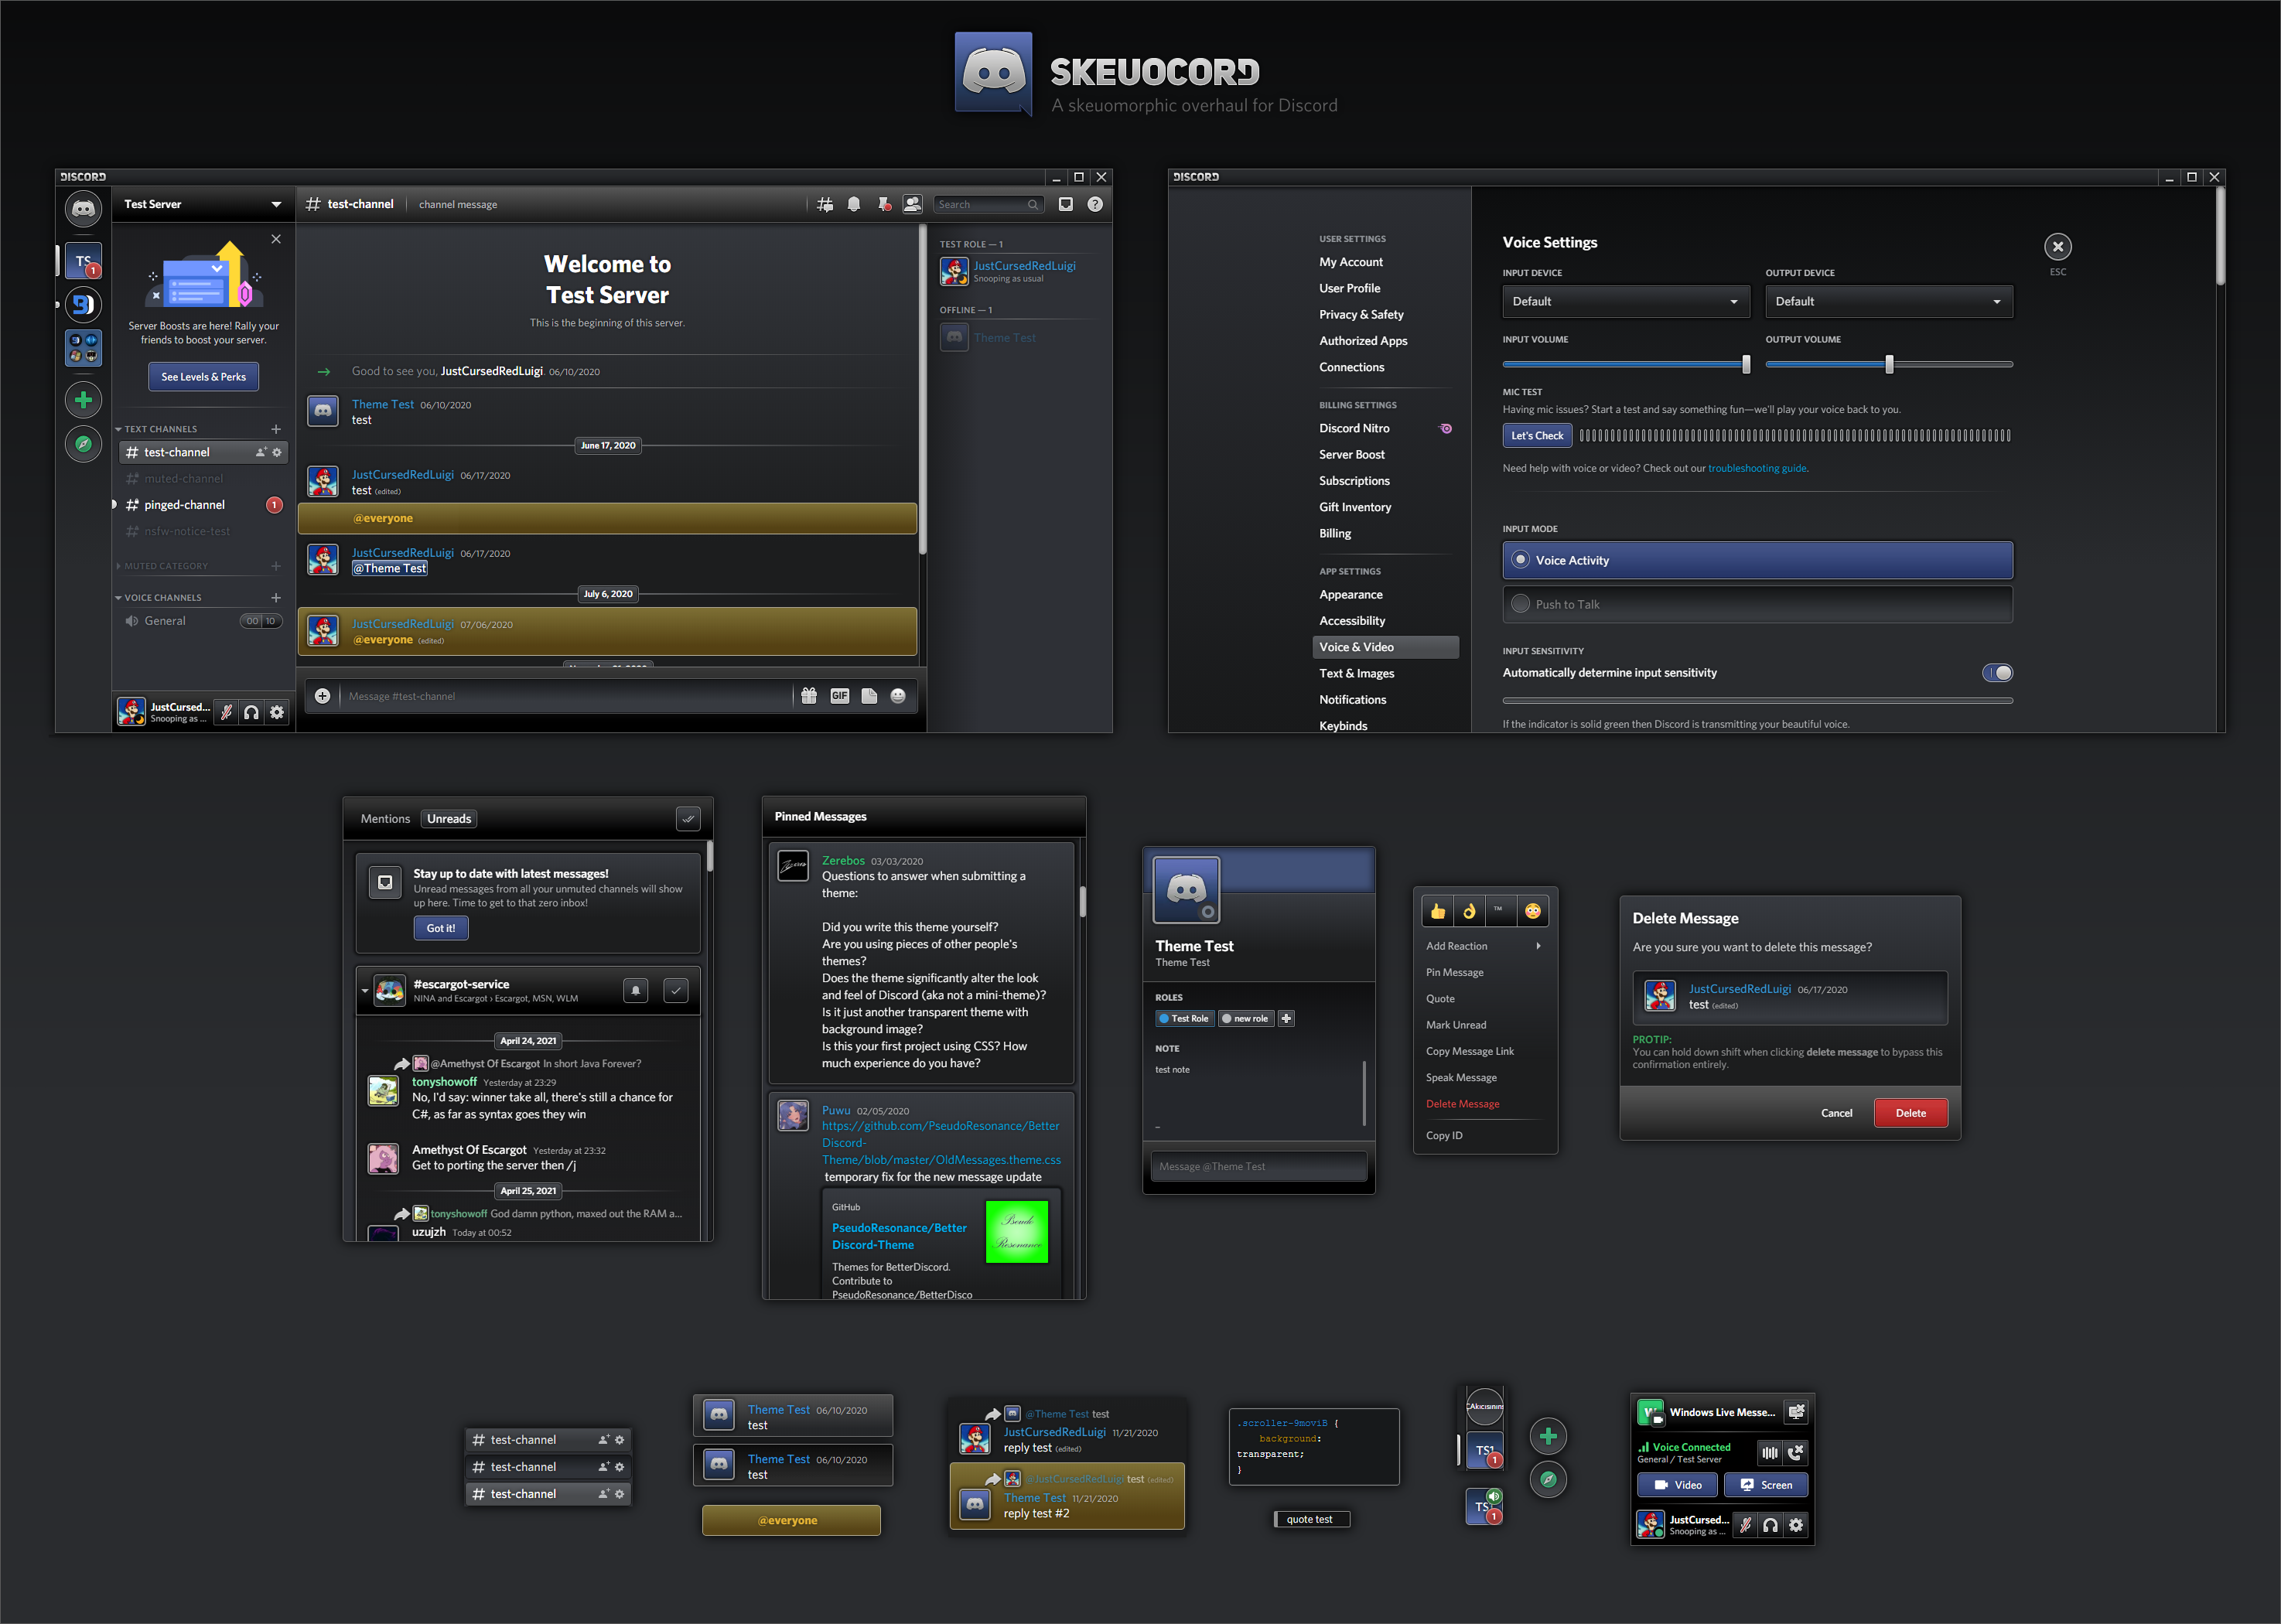 SKEUOCORD
A skeuomorphic overhaul for Discord
DISCORD
Test Server
test-channel
channel message
Search
TS
1
Server Boosts are here! Rally your
friends to boost your server.
See Levels & Perks
TEXT CHANNELS
test-channel
muted-channel
pinged-channel
1
nsfw-notice-test
MUTED CATEGORY
VOICE CHANNELS
General
00 10
JustCursed...
Snooping as ...
Welcome to
Test Server
This is the beginning of this server.
Good to see you, JustCursedRedLuigi. 06/10/2020
Theme Test 06/10/2020
test
June 17, 2020
JustCursedRedLuigi 06/17/2020
test (edited)
@everyone
JustCursedRedLuigi 06/17/2020
@Theme Test
July 6, 2020
JustCursedRedLuigi 07/06/2020
@everyone (edited)
Message #test-channel
GIF
TEST ROLE — 1
JustCursedRedLuigi
Snooping as usual
OFFLINE — 1
Theme Test
DISCORD
USER SETTINGS
My Account
User Profile
Privacy & Safety
Authorized Apps
Connections
BILLING SETTINGS
Discord Nitro
Server Boost
Subscriptions
Gift Inventory
Billing
APP SETTINGS
Appearance
Accessibility
Voice & Video
Text & Images
Notifications
Keybinds
Voice Settings
ESC
INPUT DEVICE
OUTPUT DEVICE
Default
Default
INPUT VOLUME
OUTPUT VOLUME
MIC TEST
Having mic issues? Start a test and say something fun—we'll play your voice back to you.
Let's Check
Need help with voice or video? Check out our troubleshooting guide.
INPUT MODE
Voice Activity
Push to Talk
INPUT SENSITIVITY
Automatically determine input sensitivity
If the indicator is solid green then Discord is transmitting your beautiful voice.
Mentions
Unreads
Stay up to date with latest messages!
Unread messages from all your unmuted channels will show
up here. Time to get to that zero inbox!
Got it!
#escargot-service
NINA and Escargot › Escargot, MSN, WLM
April 24, 2021
@Amethyst Of Escargot In short Java Forever?
tonyshowoff Yesterday at 23:29
No, I'd say: winner take all, there's still a chance for
C#, as far as syntax goes they win
Amethyst Of Escargot Yesterday at 23:32
Get to porting the server then /j
April 25, 2021
tonyshowoff God damn python, maxed out the RAM a...
uzujzh Today at 00:52
Pinned Messages
Zerebos 03/03/2020
Questions to answer when submitting a
theme:
Did you write this theme yourself?
Are you using pieces of other people's
themes?
Does the theme significantly alter the look
and feel of Discord (aka not a mini-theme)?
Is it just another transparent theme with
background image?
Is this your first project using CSS? How
much experience do you have?
Puwu 02/05/2020
https://github.com/PseudoResonance/Better
Discord-
Theme/blob/master/OldMessages.theme.css
temporary fix for the new message update
GitHub
PseudoResonance/Better
Discord-Theme
Themes for BetterDiscord.
Contribute to
PseudoResonance/BetterDisco
Pseudo
Resonance
Theme Test
Theme Test
ROLES
Test Role
new role
NOTE
test note
Message @Theme Test
TM
Add Reaction
Pin Message
Quote
Mark Unread
Copy Message Link
Speak Message
Delete Message
Copy ID
Delete Message
Are you sure you want to delete this message?
JustCursedRedLuigi 06/17/2020
test (edited)
PROTIP:
You can hold down shift when clicking delete message to bypass this
confirmation entirely.
Cancel
Delete
test-channel
test-channel
test-channel
Theme Test 06/10/2020
test
Theme Test 06/10/2020
test
@everyone
@Theme Test test
JustCursedRedLuigi 11/21/2020
reply test (edited)
@JustCursedRedLuigi test (edited)
Theme Test 11/21/2020
reply test #2
.scroller-9moviB {
background:
transparent;
}
quote test
TS1
1
TS
1
Windows Live Messe...
Voice Connected
General / Test Server
Video
Screen
JustCursed...
Snooping as ...